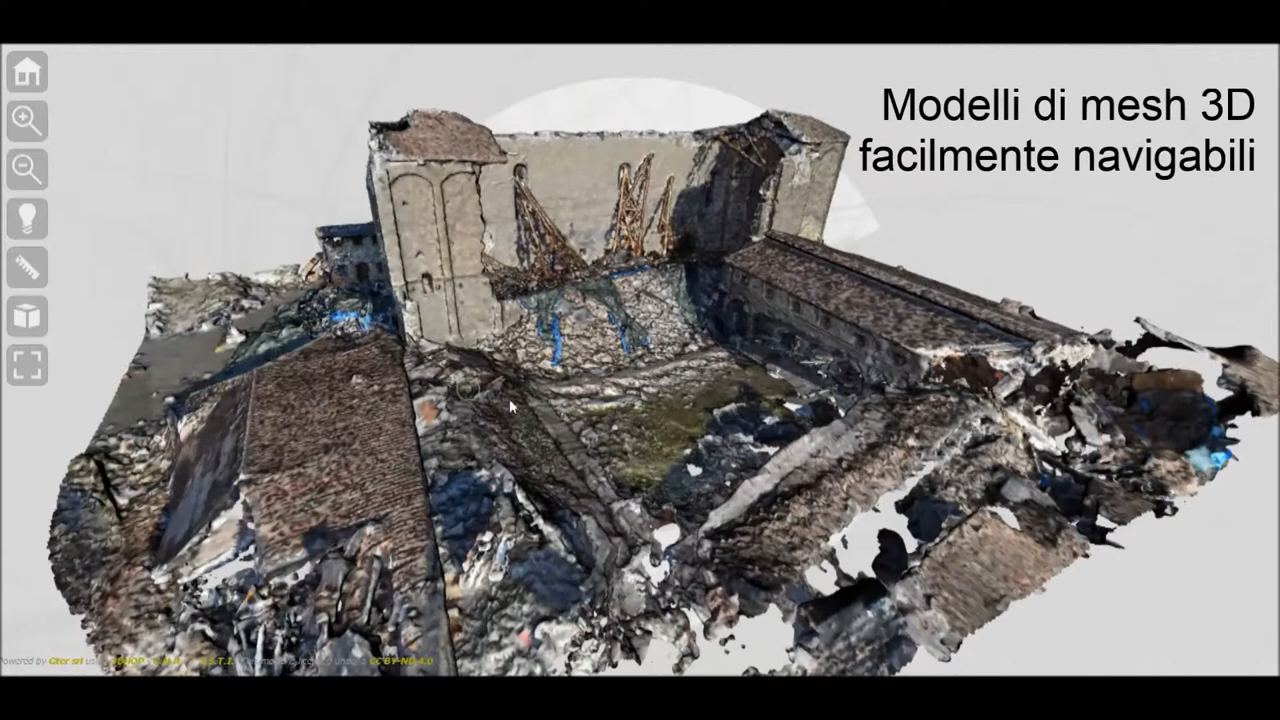 Modelli di mesh 3D
facilmente navigabili
Powered by Gter srl CC BY-NC 4.0